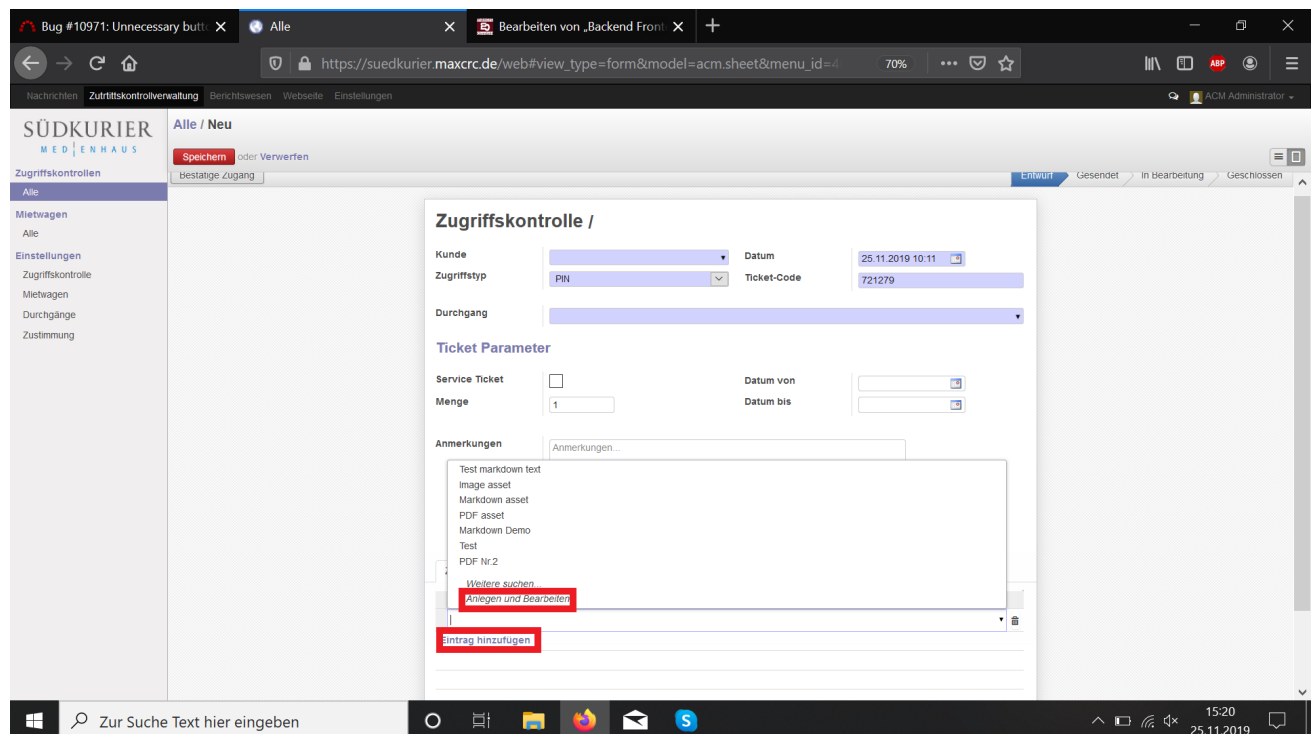 Bug #10971: Unnecessary butt
Alle
Bearbeiten von „Backend Front
https://suedkurier.maxcrc.de/web#view_type=form&model=acm.sheet&menu_id=4
70%
ABP
Nachrichten Zutrtittskontrollverwaltung Berichtswesen Webseite Einstellungen
ACM Administrator
SÜDKURIER
MEDIENHAUS
Alle / Neu
Speichern oder Verwerfen
Zugriffskontrollen
Alle
Mietwagen
Alle
Einstellungen
Zugriffskontrolle
Mietwagen
Durchgänge
Zustimmung
Bestätige Zugang
Entwurf Gesendet In Bearbeitung Geschlossen
Zugriffskontrolle /
Kunde
Datum 25.11.2019 10:11
Zugriffstyp PIN
Ticket-Code 721279
Durchgang
Ticket Parameter
Service Ticket
Datum von
Menge 1
Datum bis
Anmerkungen Anmerkungen...
Test markdown text
Image asset
Markdown asset
PDF asset
Markdown Demo
Test
PDF Nr.2
Weitere suchen...
Anlegen und Bearbeiten
Eintrag hinzufügen
Zur Suche Text hier eingeben
15:20
25.11.2019